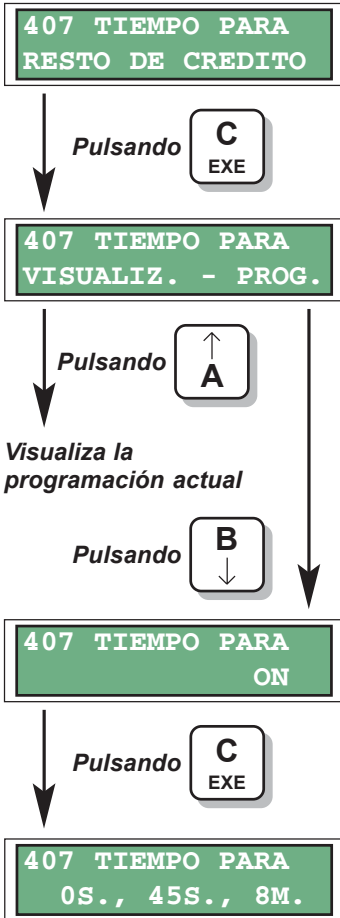 407 TIEMPO PARA
RESTO DE CREDITO
Pulsando
C
EXE
407 TIEMPO PARA
VISUALIZ. - PROG.
Pulsando
↑
A
Visualiza la
programación actual
Pulsando
B
↓
407 TIEMPO PARA
ON
Pulsando
C
EXE
407 TIEMPO PARA
0S., 45S., 8M.